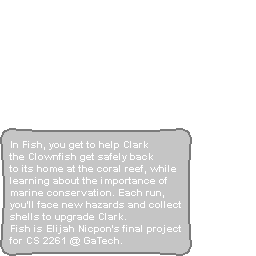 In Fish, you get to help Clark
the Clownfish get safely back
to its home at the coral reef, while
learning about the importance of
marine conservation. Each run,
you'll face new hazards and collect
shells to upgrade Clark.
Fish is Elijah Nicpon's final project
for CS 2261 @ GaTech.